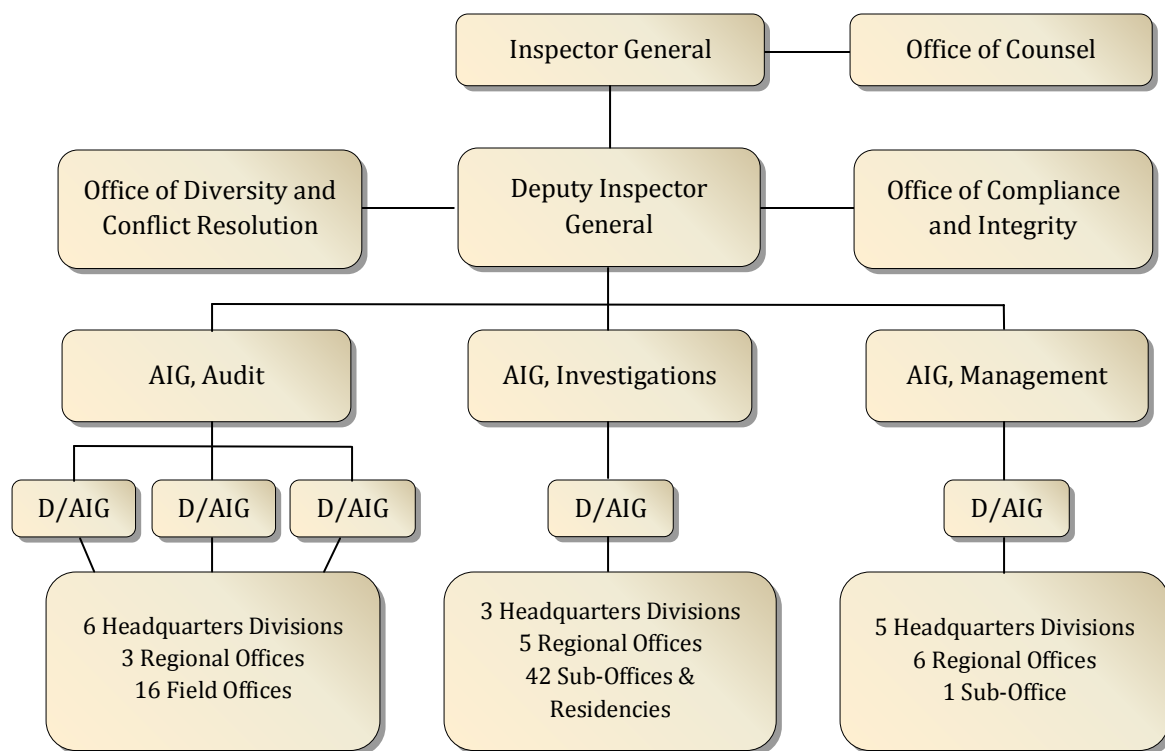 Inspector General
Office of Counsel
Office of Diversity and
Conflict Resolution
Deputy Inspector
General
Office of Compliance
and Integrity
AIG, Audit
AIG, Investigations
AIG, Management
D/AIG
D/AIG
D/AIG
D/AIG
D/AIG
6 Headquarters Divisions
3 Regional Offices
16 Field Offices
3 Headquarters Divisions
5 Regional Offices
42 Sub-Offices &
Residencies
5 Headquarters Divisions
6 Regional Offices
1 Sub-Office